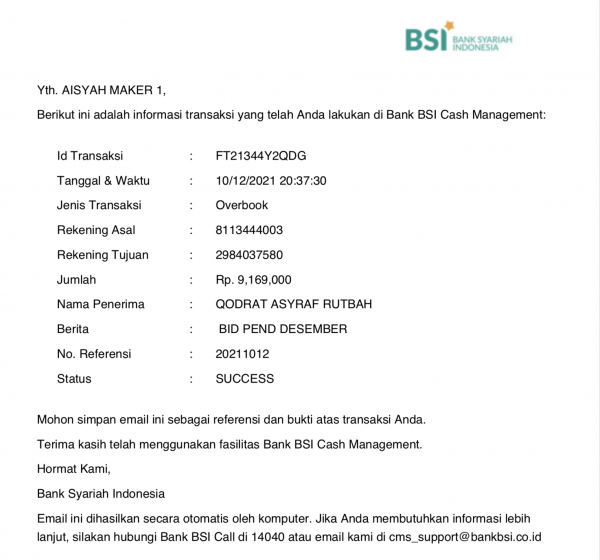 BSI BANK SYARIAH
INDONESIA
Yth. AISYAH MAKER 1,
Berikut ini adalah informasi transaksi yang telah Anda lakukan di Bank BSI Cash Management:
Id Transaksi : FT21344Y2QDG
Tanggal & Waktu : 10/12/2021 20:37:30
Jenis Transaksi : Overbook
Rekening Asal : 8113444003
Rekening Tujuan : 2984037580
Jumlah : Rp. 9,169,000
Nama Penerima : QODRAT ASYRAF RUTBAH
Berita : BID PEND DESEMBER
No. Referensi : 20211012
Status : SUCCESS
Mohon simpan email ini sebagai referensi dan bukti atas transaksi Anda.
Terima kasih telah menggunakan fasilitas Bank BSI Cash Management.
Hormat Kami,
Bank Syariah Indonesia
Email ini dihasilkan secara otomatis oleh komputer. Jika Anda membutuhkan informasi lebih
lanjut, silakan hubungi Bank BSI Call di 14040 atau email kami di cms_support@bankbsi.co.id